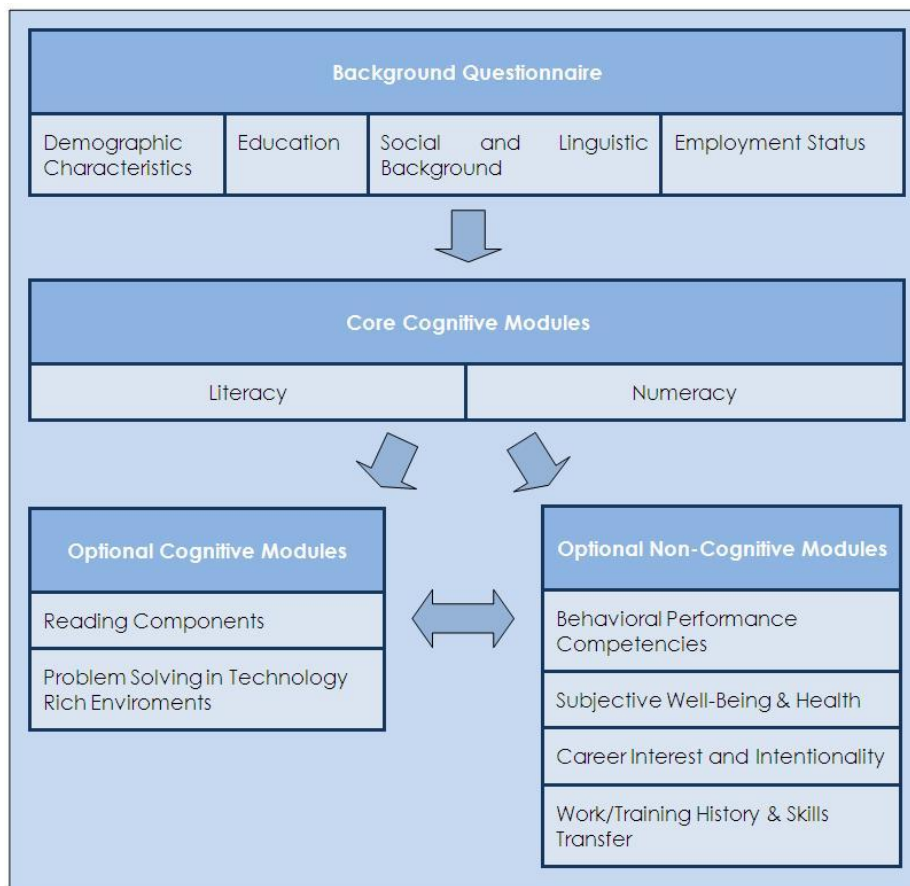 Background Questionnaire
Demographic
Characteristics
Education
Social and Linguistic
Background
Employment Status
Core Cognitive Modules
Literacy
Numeracy
Optional Cognitive Modules
Reading Components
Problem Solving in Technology
Rich Enviroments
Optional Non-Cognitive Modules
Behavioral Performance
Competencies
Subjective Well-Being & Health
Career Interest and Intentionality
Work/Training History & Skills
Transfer